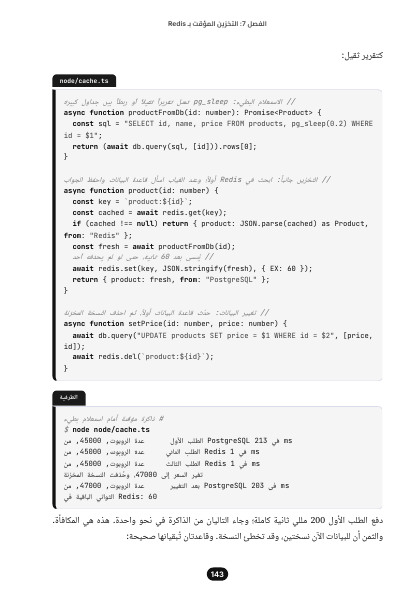 الفصل 7: التخزين المؤقت بـ Redis
كتقرير ثقيل:
node/cache.ts
// الاستعلام البطيء: pg_sleep تمثل تقريرًا ثقيلًا أو ربطًا بين جداول كبيرة
async function productFromDb(id: number): Promise<Product> {
const sql = "SELECT id, name, price FROM products, pg_sleep(0.2) WHERE
id = $1";
return (await db.query(sql, [id])).rows[0];
}
// التخزين جانبًا: ابحث في Redis أولًا، وعند الغياب اسأل قاعدة البيانات واحفظ الجواب
async function product(id: number) {
const key = `product:${id}`;
const cached = await redis.get(key);
if (cached !== null) return { product: JSON.parse(cached) as Product,
from: "Redis" };
const fresh = await productFromDb(id);
// يُنسى بعد 60 ثانية، حتى لو لم يحذفه أحد
await redis.set(key, JSON.stringify(fresh), { EX: 60 });
return { product: fresh, from: "PostgreSQL" };
}
// تغيير البيانات: حدّث قاعدة البيانات أولًا، ثم احذف النسخة المخزنة
async function setPrice(id: number, price: number) {
await db.query("UPDATE products SET price = $1 WHERE id = $2", [price,
id]);
await redis.del(`product:${id}`);
}
الطرفية
# ذاكرة مؤقتة أمام استعلام بطيء
$ node node/cache.ts
الطلب الأول عدة الروبوت, 45000, من PostgreSQL في 213 ms
الطلب الثاني عدة الروبوت, 45000, من Redis في 1 ms
الطلب الثالث عدة الروبوت, 45000, من Redis في 1 ms
تغير السعر إلى 47000، وحُذفت النسخة المخزنة
بعد التغيير عدة الروبوت, 47000, من PostgreSQL في 203 ms
الثواني الباقية في Redis: 60
دفع الطلب الأول 200 مللي ثانية كاملة؛ وجاء التاليان من الذاكرة في نحو واحدة. هذه هي المكافأة.
والثمن أن للبيانات الآن نسختين، وقد تخطئ النسخة. وقاعدتان تُبقيانها صحيحة:
143